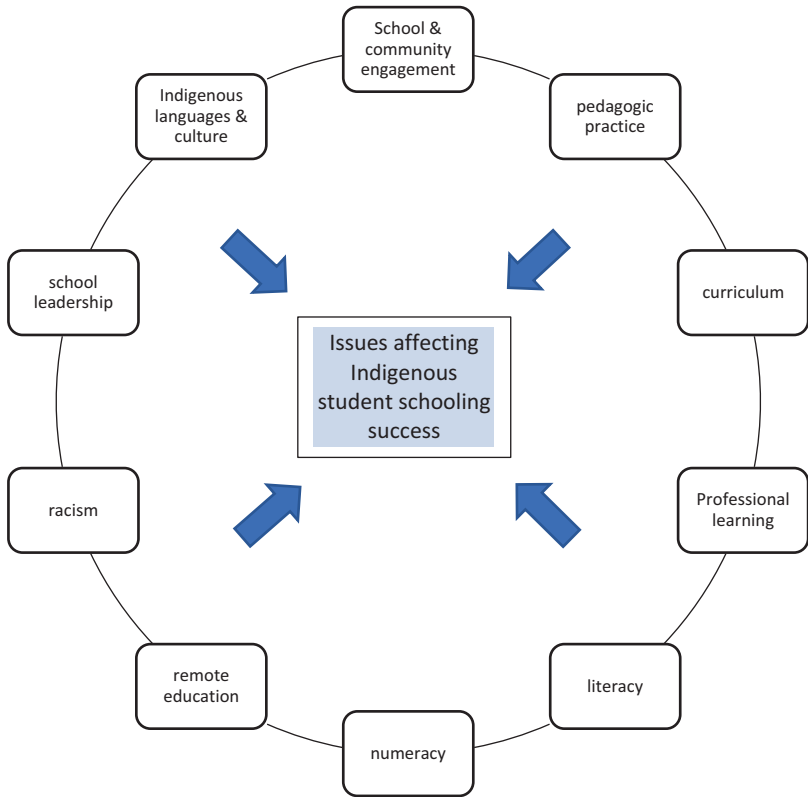 School &
community
engagement
pedagogic
practice
curriculum
Professional
learning
literacy
numeracy
remote
education
racism
school
leadership
Indigenous
languages &
culture
Issues affecting
Indigenous
student schooling
success